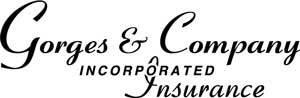 Gorges & Company
INCORPORATED
Insurance